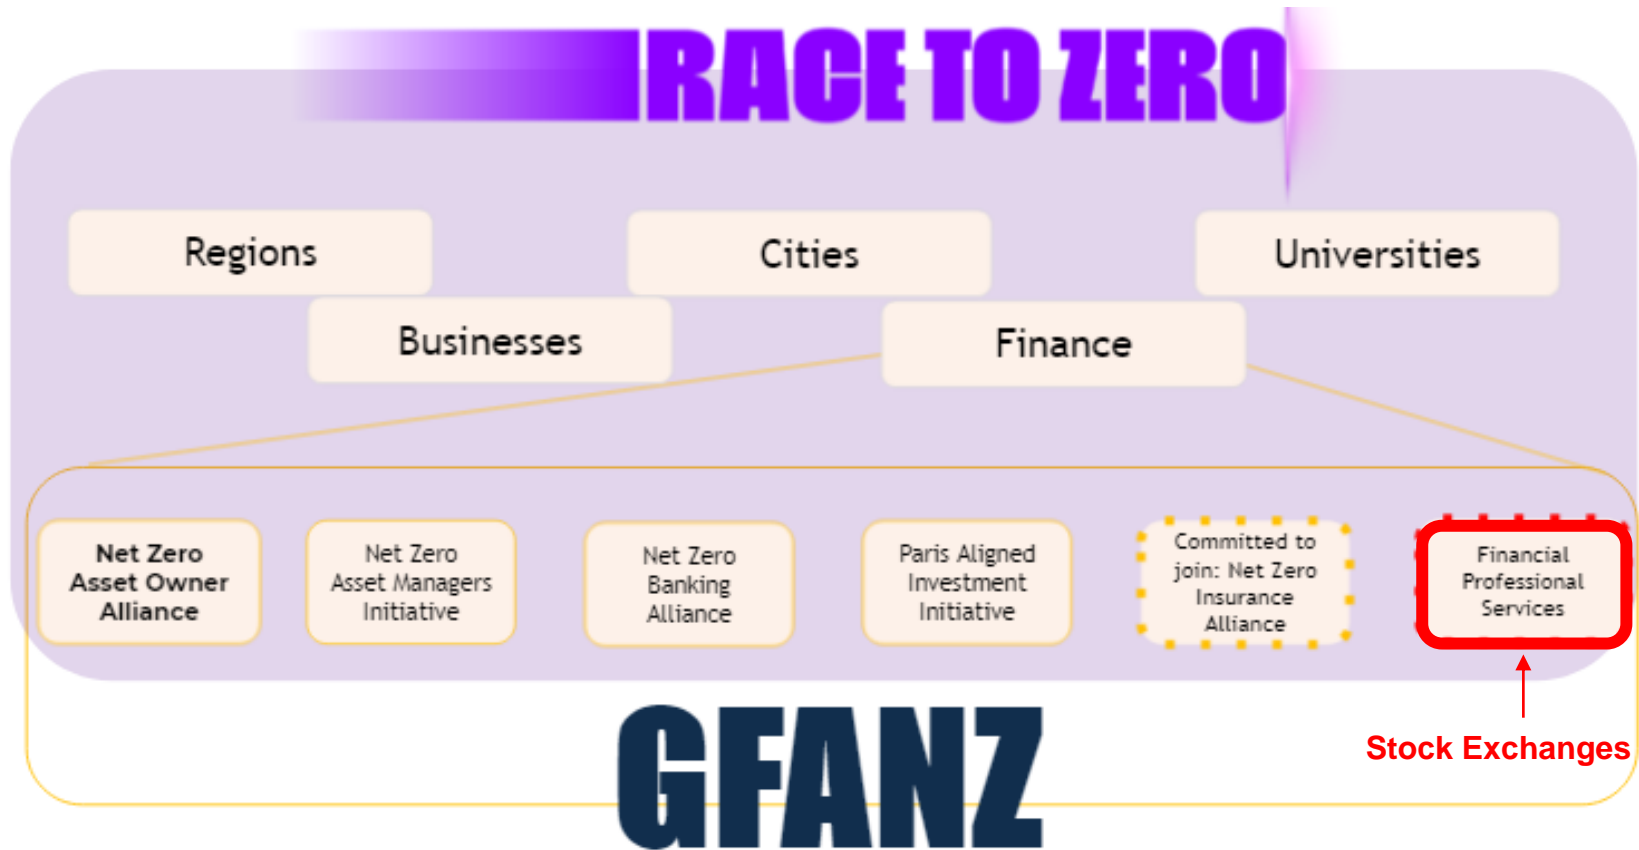 RACE TO ZERO
Regions
Cities
Universities
Businesses
Finance
Net Zero
Asset Owner
Alliance
Net Zero
Asset Managers
Initiative
Net Zero
Banking
Alliance
Paris Aligned
Investment
Initiative
Committed to
join: Net Zero
Insurance
Alliance
Financial
Professional
Services
Stock Exchanges
GFANZ